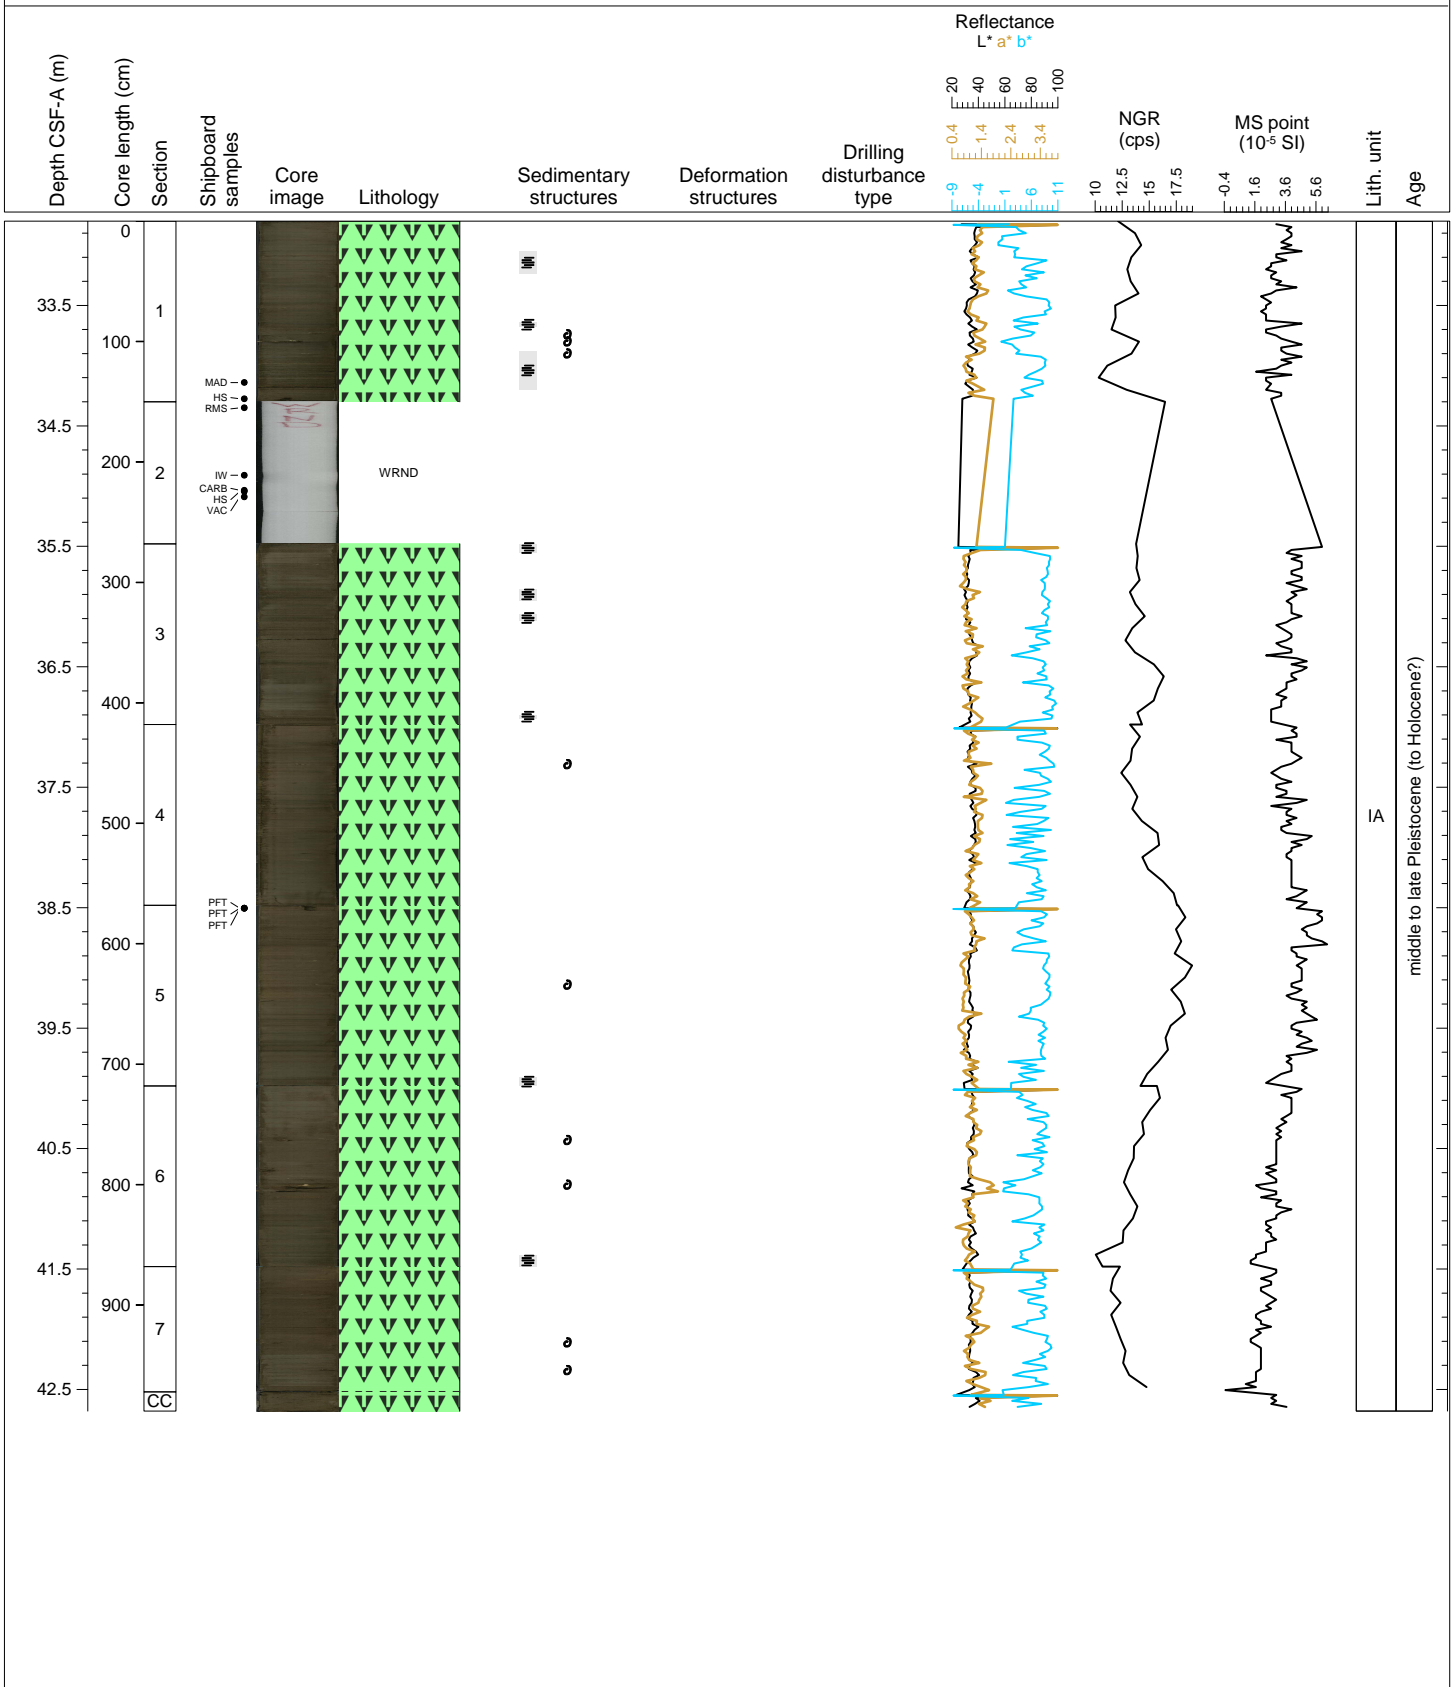 Depth CSF-A (m)
Core length (cm)
Section
Shipboard
samples
Core
image
Lithology
Sedimentary
structures
Deformation
structures
Drilling
disturbance
type
Reflectance
L* a* b*
20 40 60 80 100
0.4 1.4 2.4 3.4
-9 -4 1 6 11
NGR
(cps)
10 12.5 15 17.5
MS point
(10⁻⁵ SI)
-0.4 1.6 3.6 5.6
Lith. unit
Age
0
33.5
1
100
MAD
HS
RMS
34.5
200
2
WRND
IW
CARB
HS
VAC
35.5
300
3
36.5
400
37.5
500
4
IA
middle to late Pleistocene (to Holocene?)
38.5
PFT
PFT
PFT
600
5
39.5
700
40.5
6
800
41.5
900
7
42.5
CC